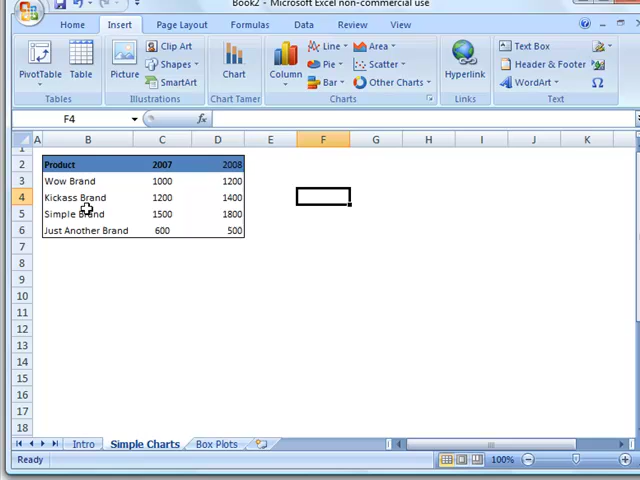 Book2 - Microsoft Excel non-commercial use
Home Insert Page Layout Formulas Data Review View
PivotTable Table Picture Clip Art Shapes SmartArt Chart Column Line Pie Bar Area Scatter Other Charts Hyperlink Text Box Header & Footer WordArt Ω
Tables Illustrations Chart Tamer Charts Links Text
F4 fx
A B C D E F G H I J K
1
2 Product 2007 2008
3 Wow Brand 1000 1200
4 Kickass Brand 1200 1400
5 Simple Brand 1500 1800
6 Just Another Brand 600 500
7
8
9
10
11
12
13
14
15
16
17
18
Intro Simple Charts Box Plots
Ready 100%